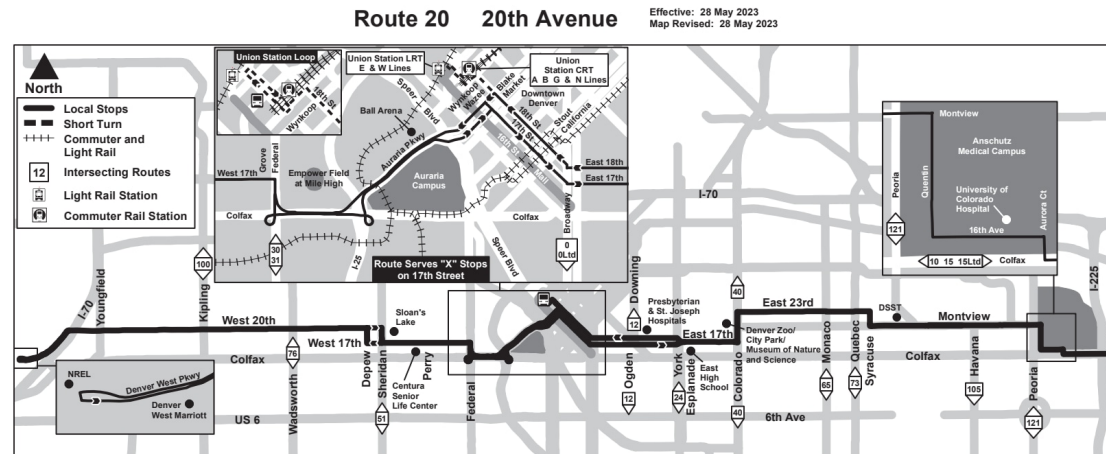 Route 20 20th Avenue
Effective: 28 May 2023
Map Revised: 28 May 2023
North
Local Stops
Short Turn
Commuter and
Light Rail
12
Intersecting Routes
Light Rail Station
Commuter Rail Station
Union Station Loop
18th St
Wynkoop
Union Station LRT
E & W Lines
Union
Station CRT
A B G & N Lines
Speer
Blvd
Ball Arena
Wynkoop
Wazee
Blake
Market
Downtown
Denver
18th St
17th St
16th St
Mall
Stout
California
Auraria Pkwy
Grove
Federal
West 17th
Empower Field
at Mile High
Auraria
Campus
East 18th
East 17th
Colfax
Colfax
Broadway
30
31
I-25
Speer Blvd
0
0Ltd
Route Serves "X" Stops
on 17th Street
I-70
Montview
Anschutz
Medical Campus
Peoria
Quentin
University of
Colorado
Hospital
Aurora Ct
121
16th Ave
10 15 15Ltd
Colfax
I-225
I-70
Youngfield
100
Kipling
West 20th
Sloan's
Lake
West 17th
Colfax
76
Wadsworth
Depew
Sheridan
51
Perry
Centura
Senior
Life Center
Federal
US 6
NREL
Denver West Pkwy
Denver
West Marriott
Downing
12
Presbyterian
& St. Joseph
Hospitals
East 17th
Ogden
12
York
24
Esplanade
East
High
School
40
Colorado
40
Denver Zoo/
City Park/
Museum of Nature
and Science
East 23rd
Monaco
65
Quebec
73
Syracuse
DSST
Montview
Colfax
Havana
105
Peoria
121
6th Ave